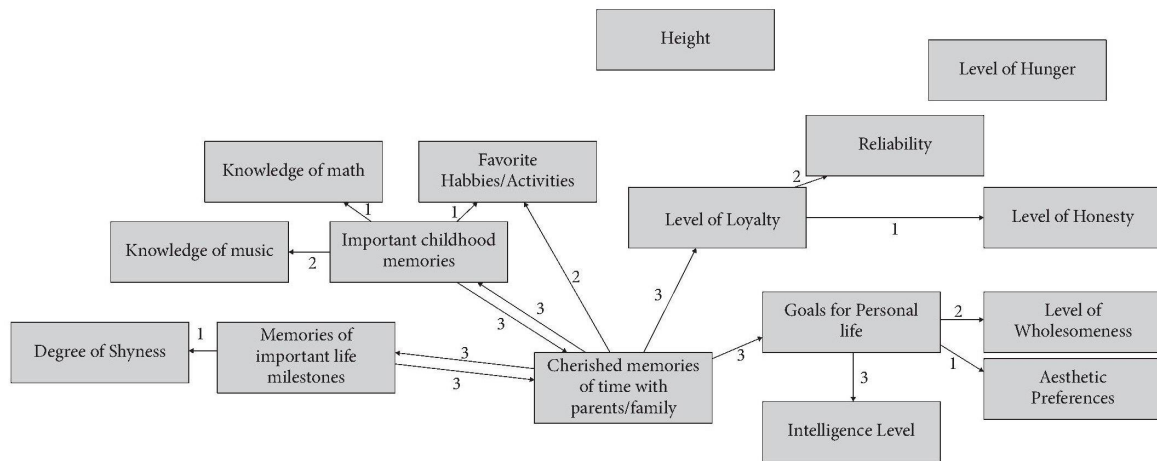 Height
Level of Hunger
Reliability
Knowledge of math
Favorite
Habbies/Activities
2
Level of Loyalty
Level of Honesty
1
1
1
Knowledge of music
2
Important childhood
memories
2
3
3
3
Goals for Personal
life
2
Level of
Wholesomeness
Degree of Shyness
1
Memories of
important life
milestones
3
3
Cherished memories
of time with
parents/family
3
3
1
Aesthetic
Preferences
Intelligence Level